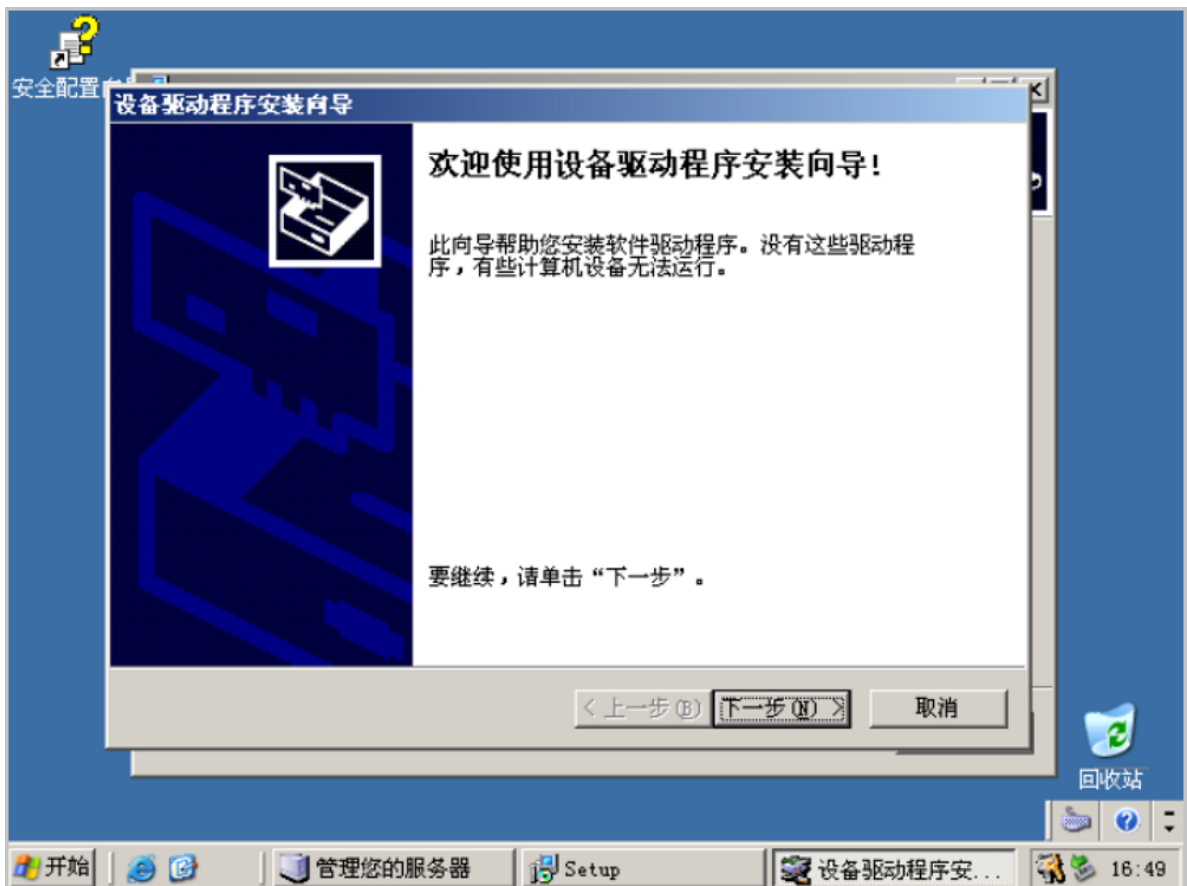 安全配置
设备驱动程序安装向导
欢迎使用设备驱动程序安装向导!
此向导帮助您安装软件驱动程序。没有这些驱动程
序，有些计算机设备无法运行。
要继续，请单击“下一步”。
< 上一步(B)
下一步(N) >
取消
回收站
开始
管理您的服务器
Setup
设备驱动程序安...
16:49